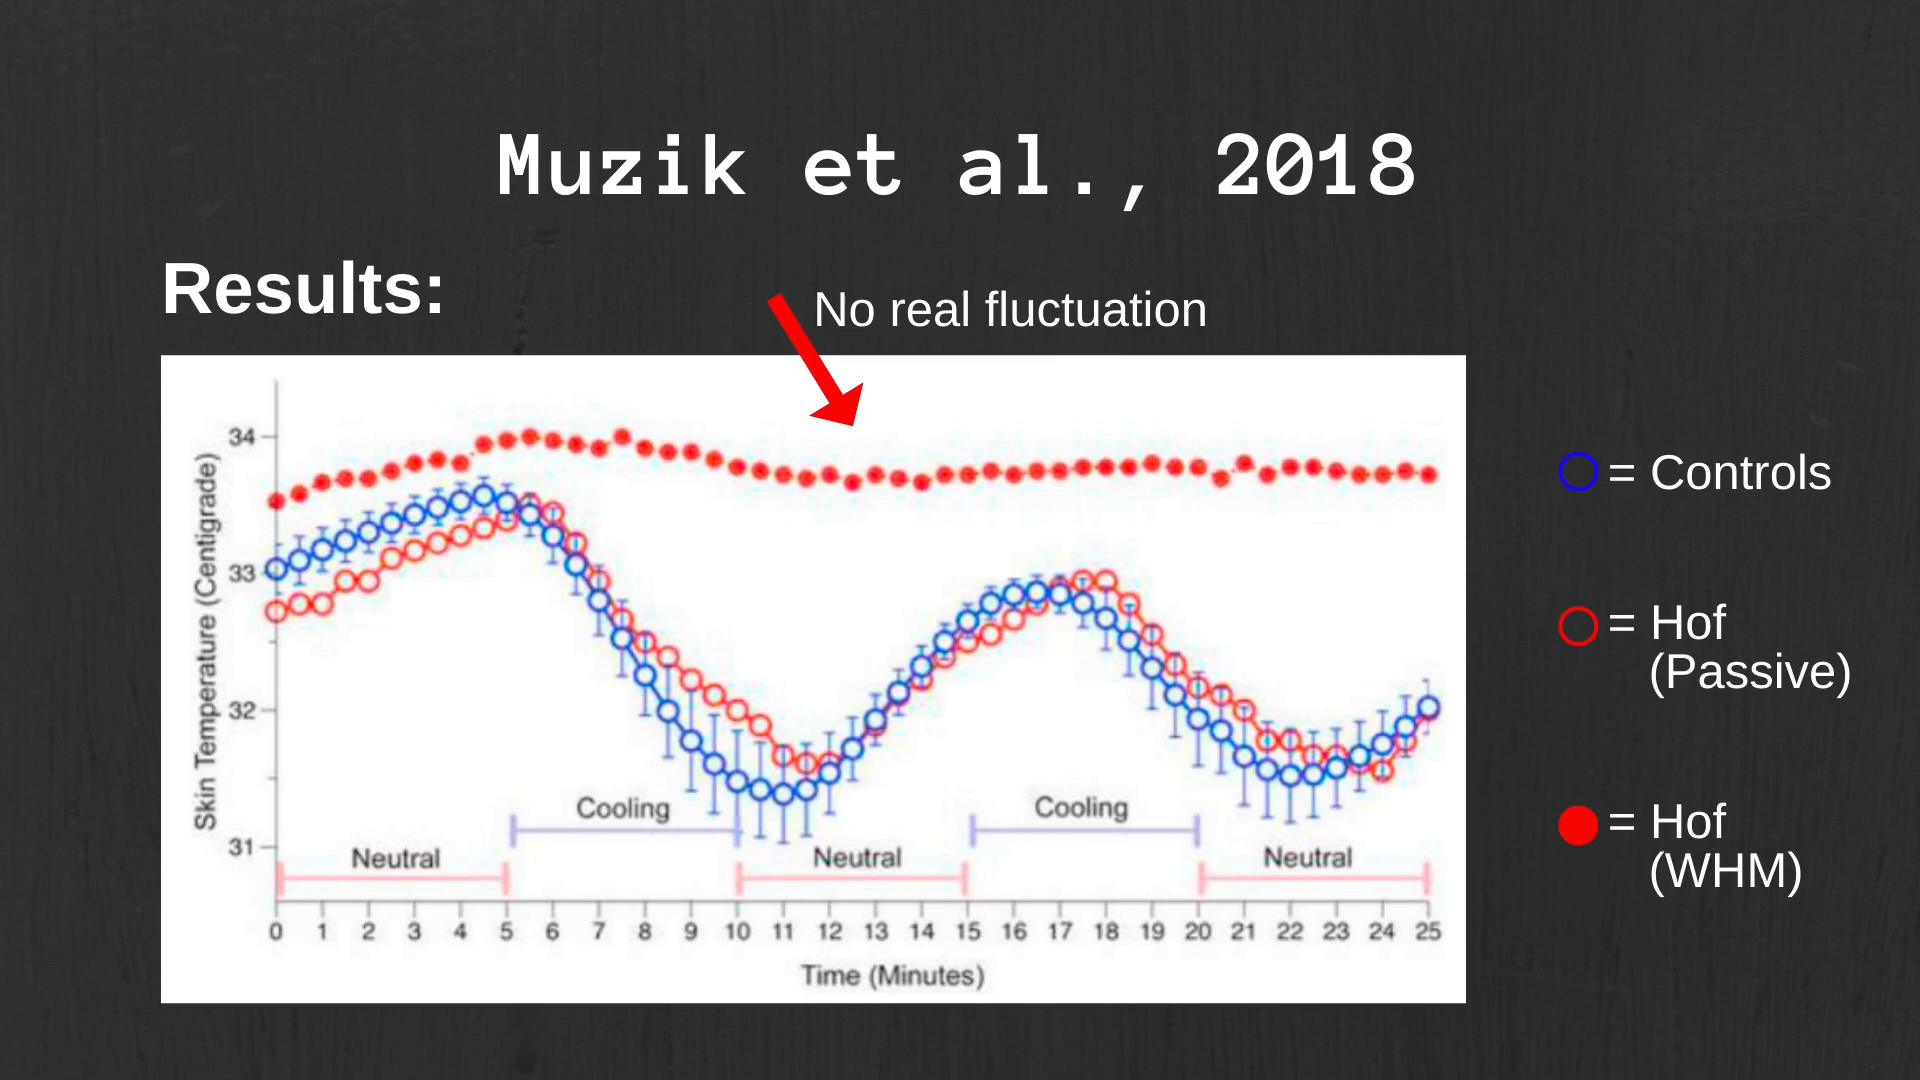 Muzik et al., 2018
Results:
No real fluctuation
Skin Temperature (Centigrade)
34
33
32
31
Cooling
Cooling
Neutral
Neutral
Neutral
0 1 2 3 4 5 6 7 8 9 10 11 12 13 14 15 16 17 18 19 20 21 22 23 24 25
Time (Minutes)
= Controls
= Hof
(Passive)
= Hof
(WHM)